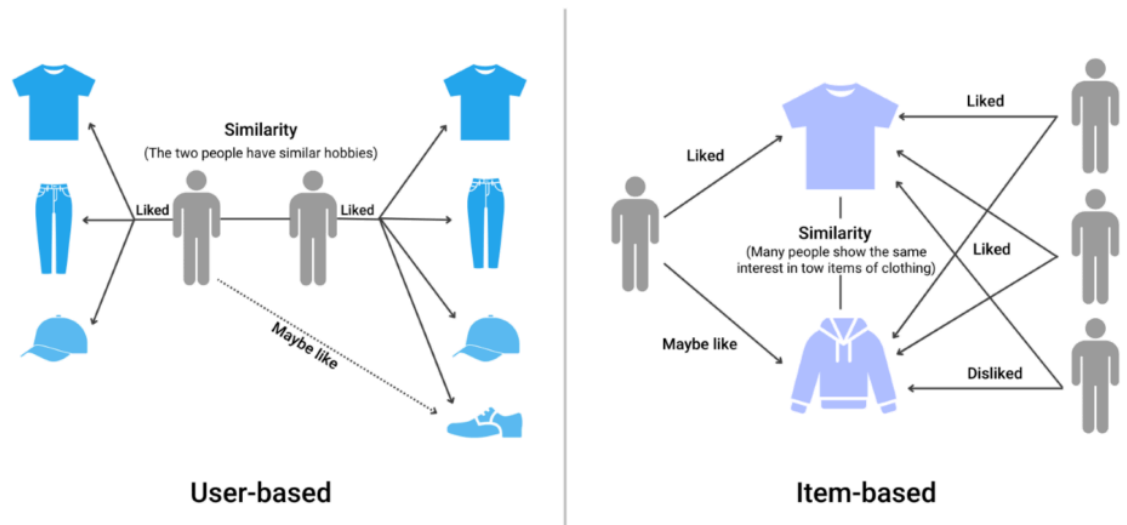 Similarity
(The two people have similar hobbies)
Liked
Liked
Maybe like
User-based
Liked
Liked
Similarity
(Many people show the same
interest in tow items of clothing)
Liked
Maybe like
Disliked
Item-based